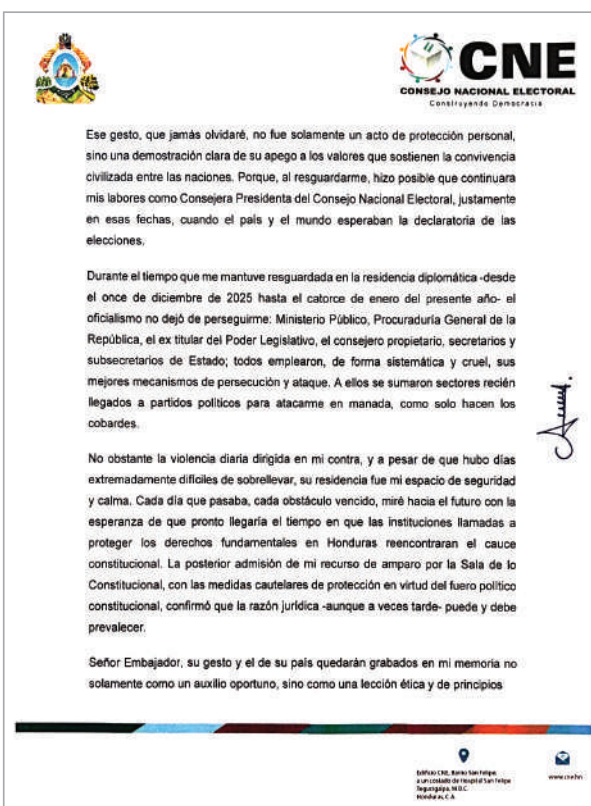 CNE
CONSEJO NACIONAL ELECTORAL
Construyendo Democracia
Ese gesto, que jamás olvidaré, no fue solamente un acto de protección personal,
sino una demostración clara de su apego a los valores que sostienen la convivencia
civilizada entre las naciones. Porque, al resguardarme, hizo posible que continuara
mis labores como Consejera Presidenta del Consejo Nacional Electoral, justamente
en esas fechas, cuando el país y el mundo esperaban la declaratoria de las
elecciones.
Durante el tiempo que me mantuve resguardada en la residencia diplomática -desde
el once de diciembre de 2025 hasta el catorce de enero del presente año- el
oficialismo no dejó de perseguirme: Ministerio Público, Procuraduría General de la
República, el ex titular del Poder Legislativo, el consejero propietario, secretarios y
subsecretarios de Estado; todos emplearon, de forma sistemática y cruel, sus
mejores mecanismos de persecución y ataque. A ellos se sumaron sectores recién
llegados a partidos políticos para atacarme en manada, como solo hacen los
cobardes.
No obstante la violencia diaria dirigida en mi contra, y a pesar de que hubo días
extremadamente difíciles de sobrellevar, su residencia fue mi espacio de seguridad
y calma. Cada día que pasaba, cada obstáculo vencido, miré hacia el futuro con la
esperanza de que pronto llegaría el tiempo en que las instituciones llamadas a
proteger los derechos fundamentales en Honduras reencontraran el cauce
constitucional. La posterior admisión de mi recurso de amparo por la Sala de lo
Constitucional, con las medidas cautelares de protección en virtud del fuero político
constitucional, confirmó que la razón jurídica -aunque a veces tarde- puede y debe
prevalecer.
Señor Embajador, su gesto y el de su país quedarán grabados en mi memoria no
solamente como un auxilio oportuno, sino como una lección ética y de principios
Edificio CNE, Barrio San Felipe,
a un costado de Hospital San Felipe
Tegucigalpa, M.D.C.
Honduras, C.A.
www.cne.hn